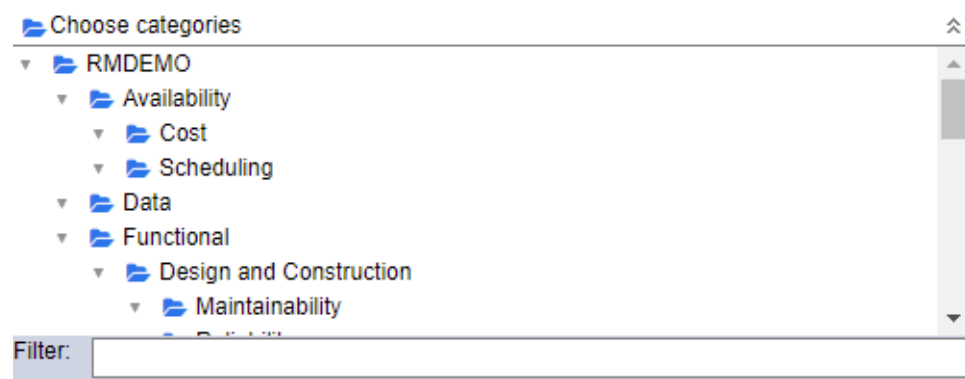 Choose categories
RMDEMO
Availability
Cost
Scheduling
Data
Functional
Design and Construction
Maintainability
Filter: